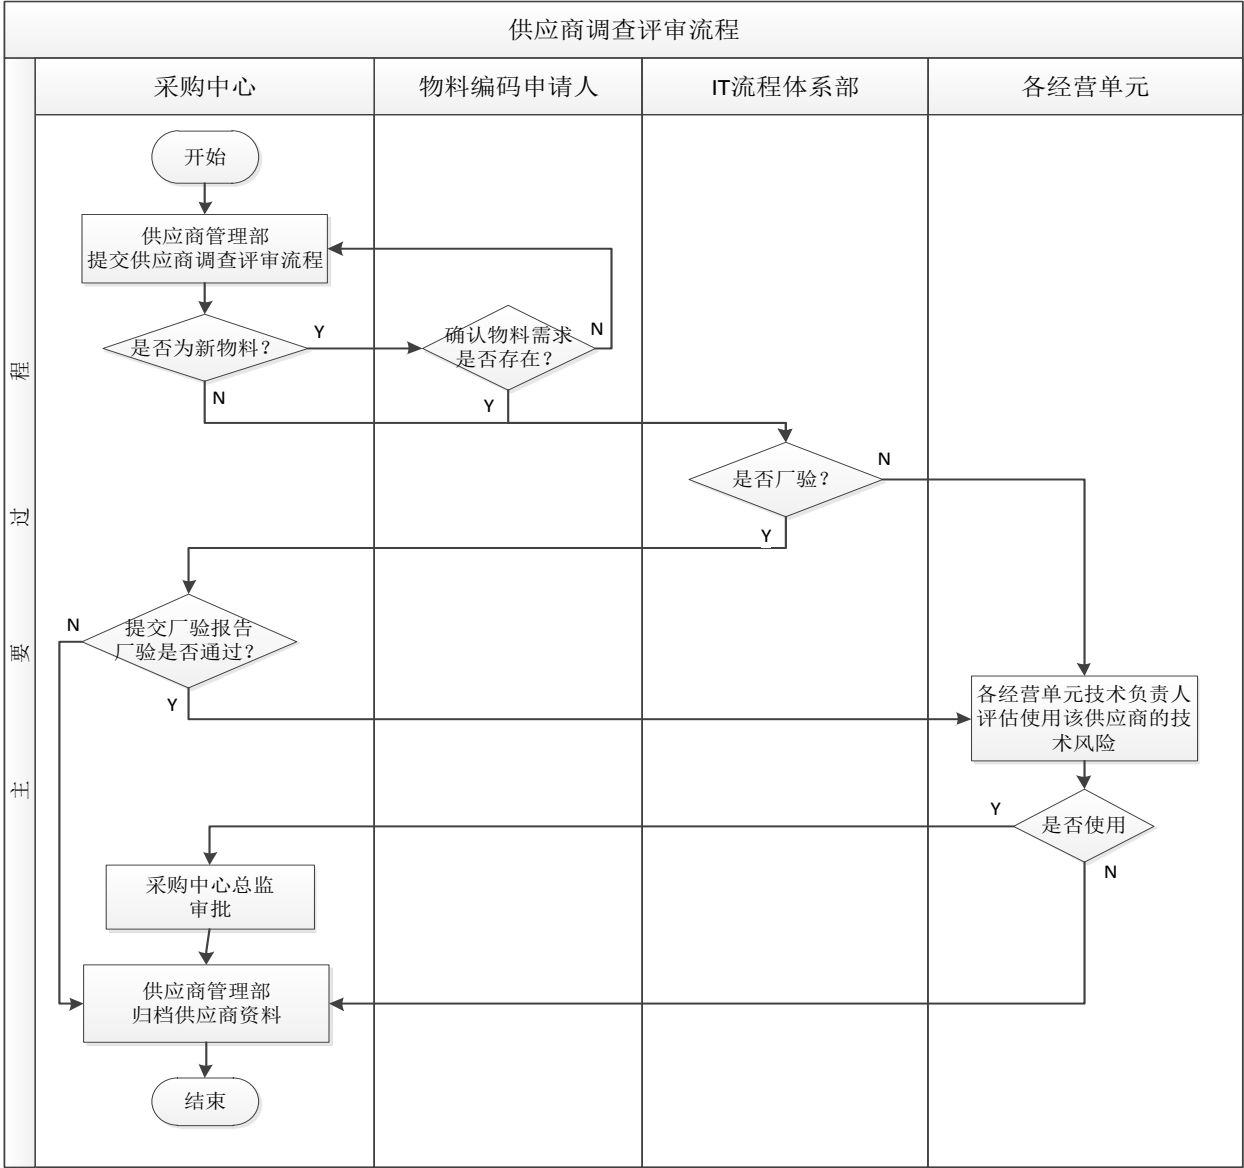 供应商调查评审流程
采购中心
物料编码申请人
IT流程体系部
各经营单元
主要过程
开始
供应商管理部
提交供应商调查评审流程
是否为新物料？
Y
N
确认物料需求
是否存在？
N
Y
是否厂验？
N
Y
提交厂验报告
厂验是否通过？
N
Y
各经营单元技术负责人
评估使用该供应商的技
术风险
是否使用
Y
N
采购中心总监
审批
供应商管理部
归档供应商资料
结束